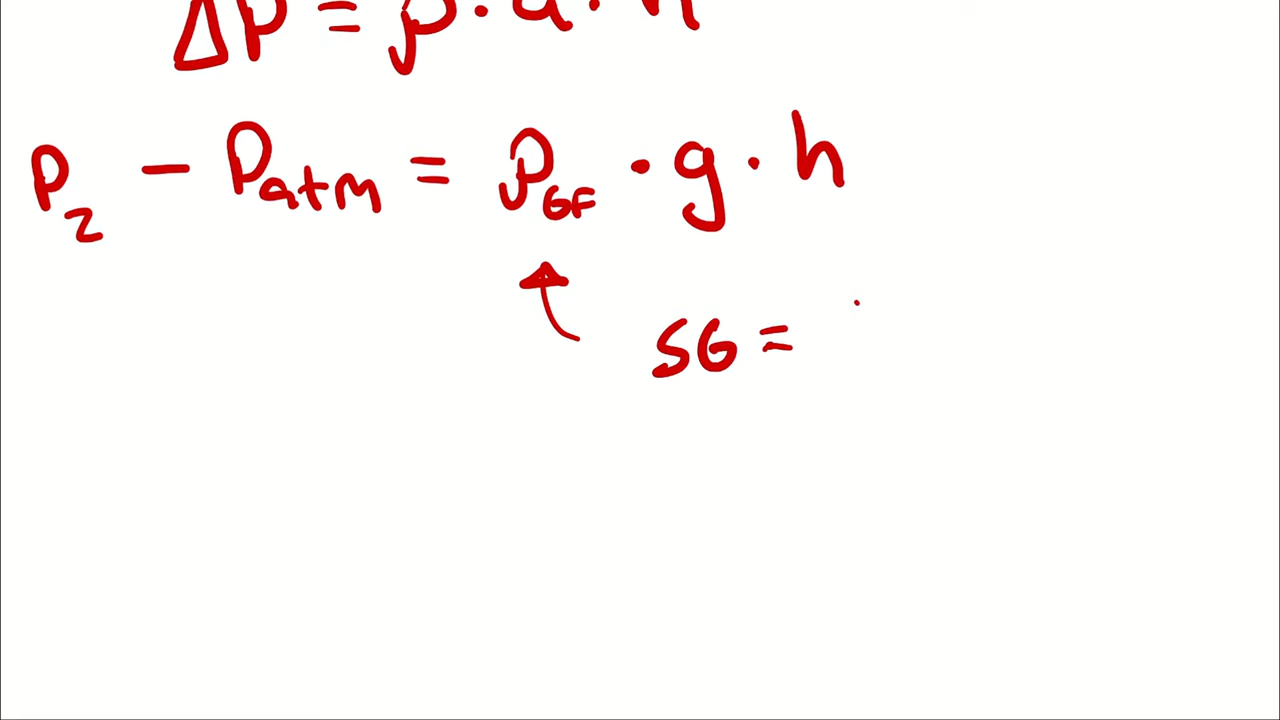 ΔP = ρ · g · h
P₂ - Patm = ρGF · g · h
SG =